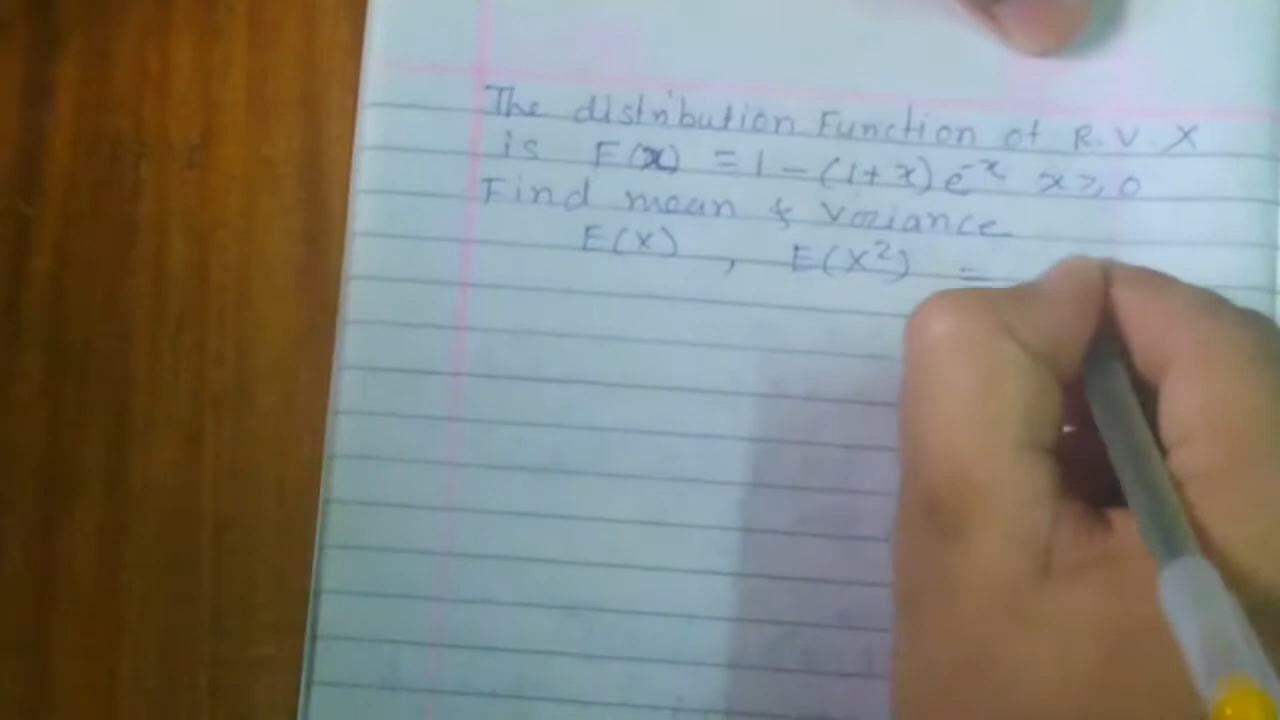 The distribution Function of R.V. X
is F(x) = 1 - (1+x) e^-x x ≥ 0
Find mean & Variance
E(X) , E(X²) =